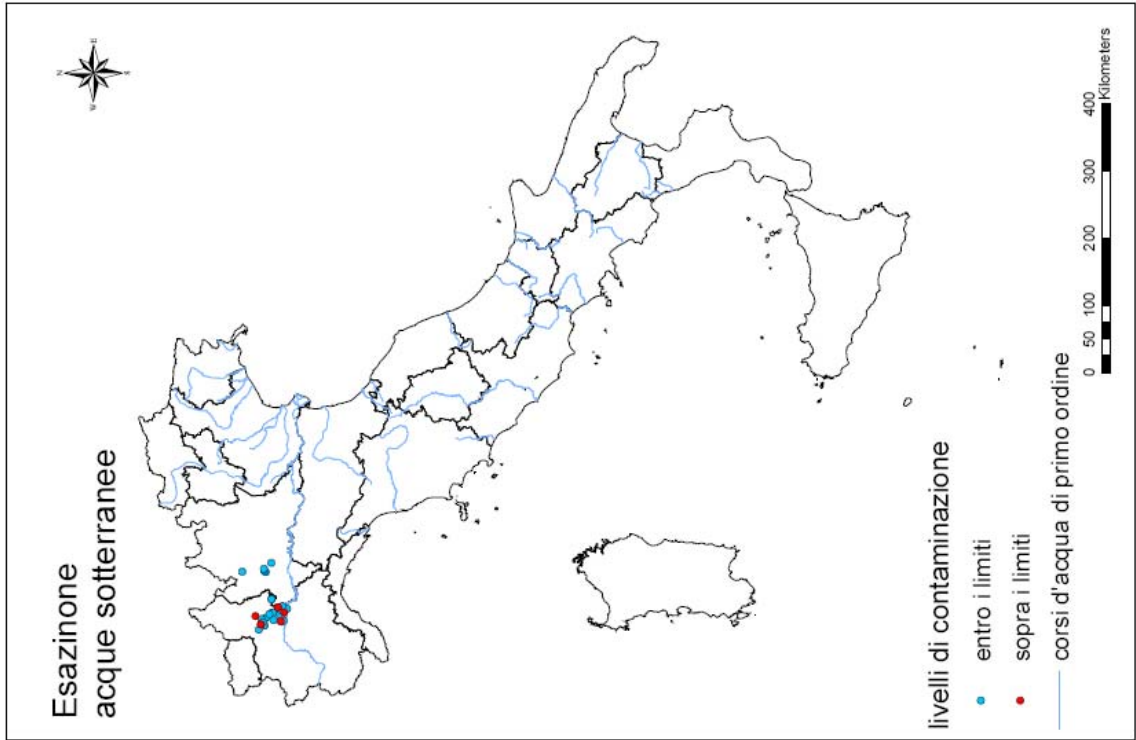 Esazinone
acque sotterranee
livelli di contaminazione
entro i limiti
sopra i limiti
corsi d'acqua di primo ordine
0 50 100 200 300 400
Kilometers